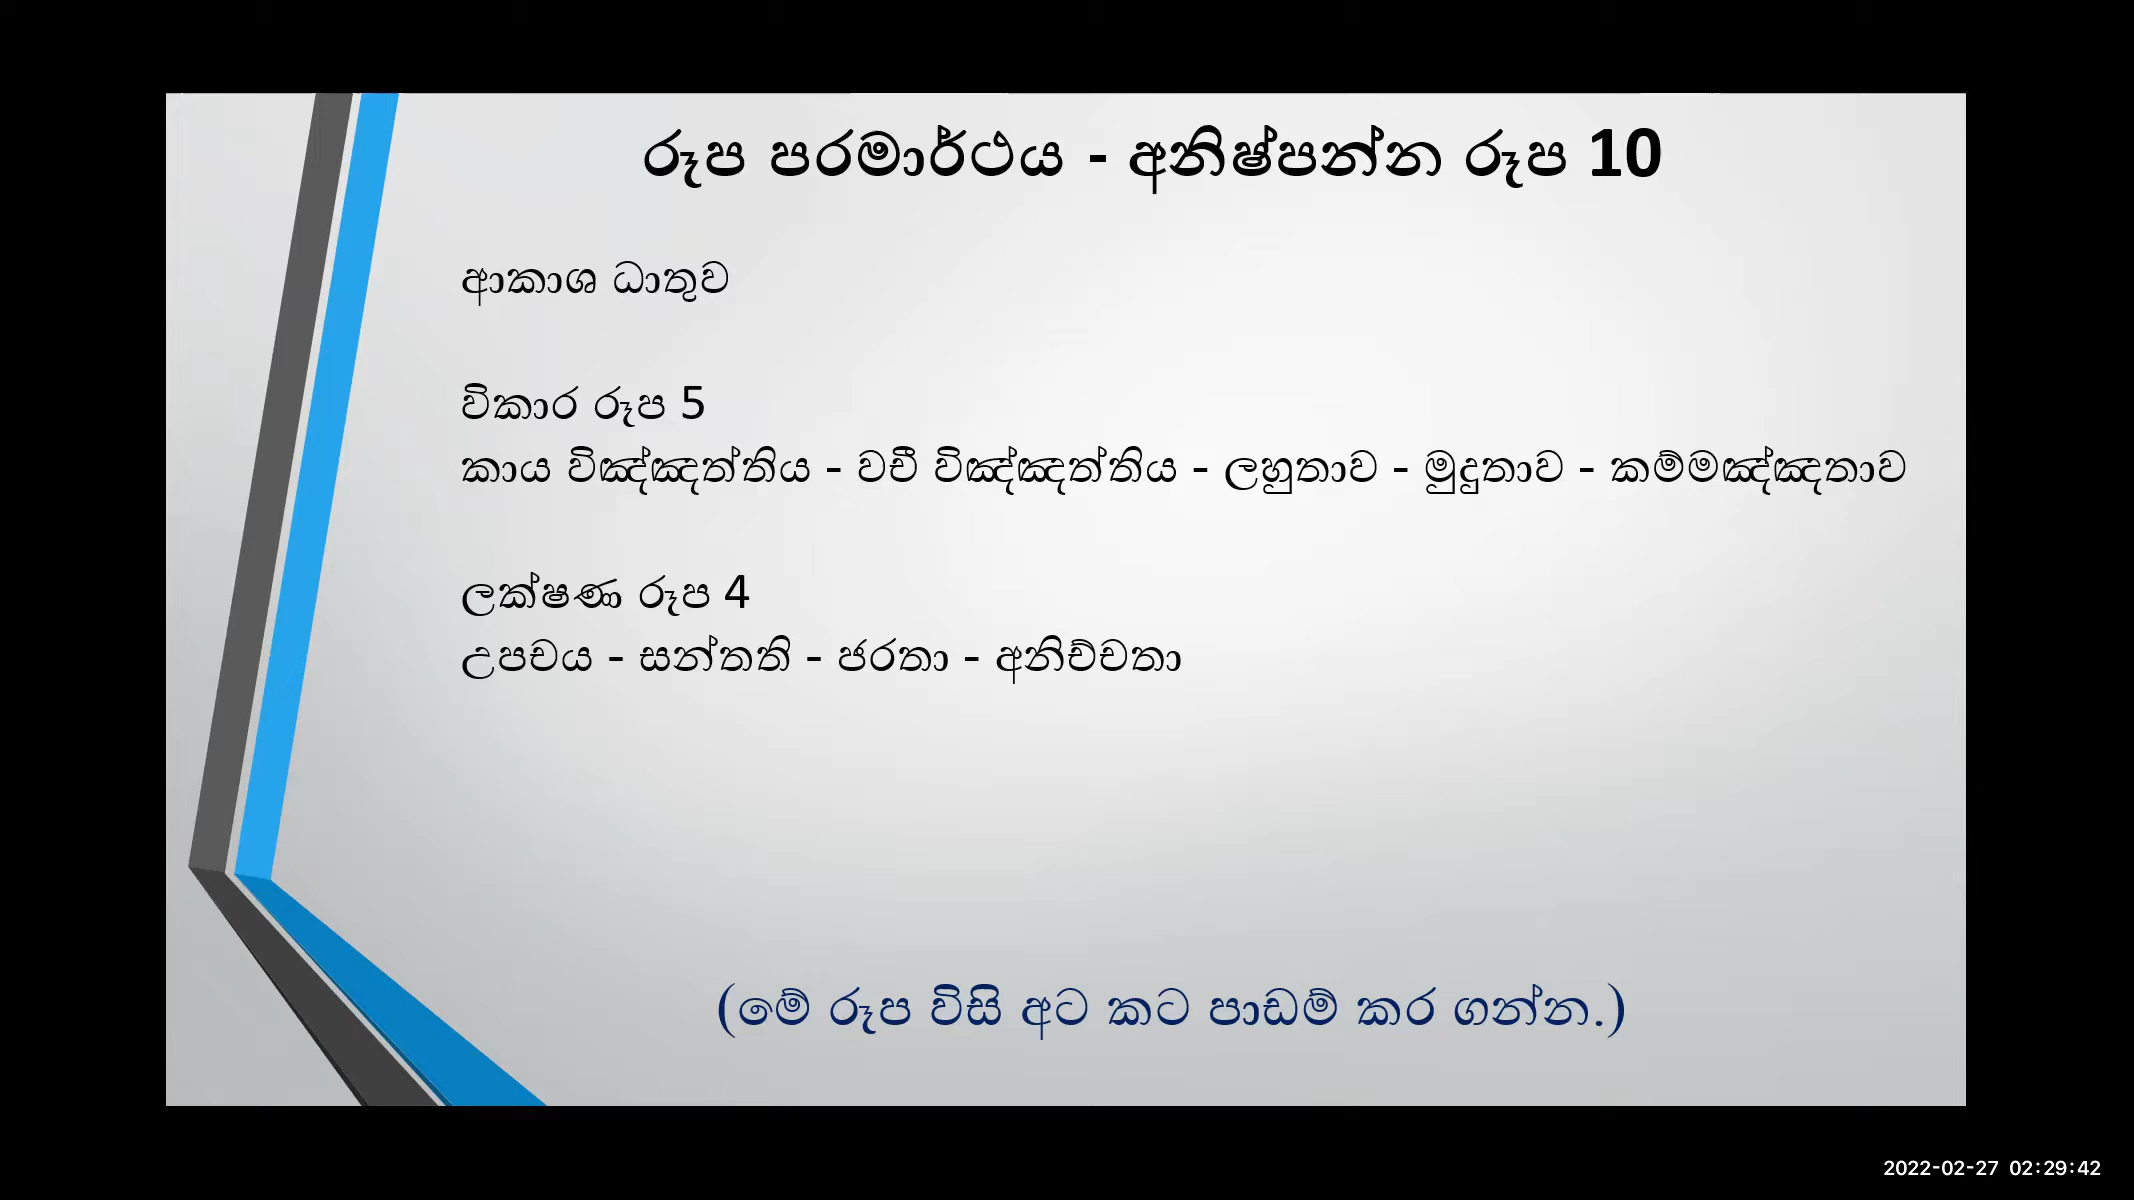 රූප පරමාර්ථය - අනිෂ්පන්න රූප 10
ආකාශ ධාතුව
විකාර රූප 5
කාය විඤ්ඤත්තිය - වචී විඤ්ඤත්තිය - ලහුතාව - මුදුතාව - කම්මඤ්ඤතාව
ලක්ෂණ රූප 4
උපචය - සන්තති - ජරතා - අනිච්චතා
(මේ රූප විසි අට කට පාඩම් කර ගන්න.)
2022-02-27 02:29:42